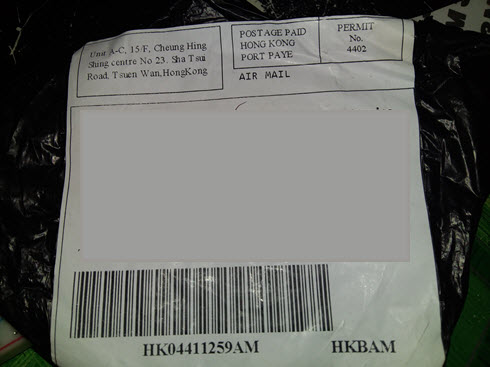 Unit A-C, 15/F, Cheung Hing
Shing centre No 23. Sha Tsui
Road, Tsuen Wan,HongKong
POSTAGE PAID
HONG KONG
PORT PAYE
PERMIT
No.
4402
AIR MAIL
HK04411259AM
HKBAM